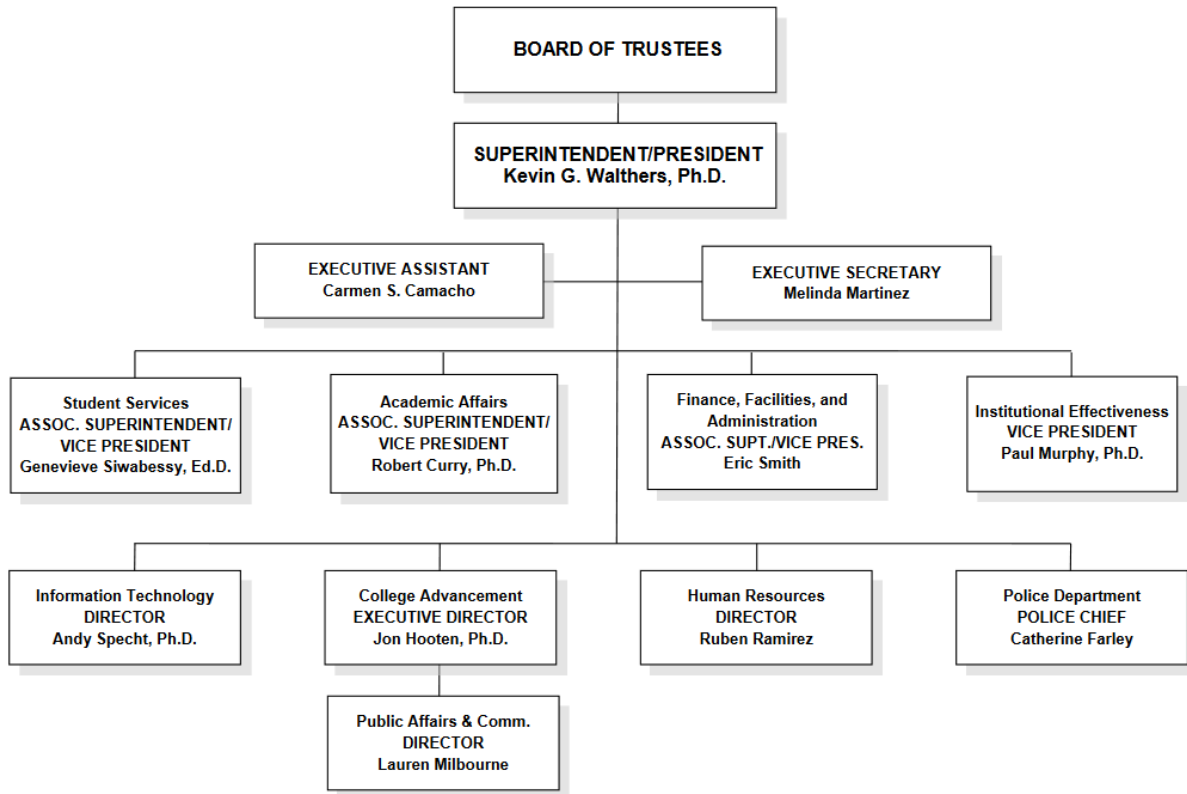 BOARD OF TRUSTEES
SUPERINTENDENT/PRESIDENT
Kevin G. Walthers, Ph.D.
EXECUTIVE ASSISTANT
Carmen S. Camacho
EXECUTIVE SECRETARY
Melinda Martinez
Student Services
ASSOC. SUPERINTENDENT/
VICE PRESIDENT
Genevieve Siwabessy, Ed.D.
Academic Affairs
ASSOC. SUPERINTENDENT/
VICE PRESIDENT
Robert Curry, Ph.D.
Finance, Facilities, and
Administration
ASSOC. SUPT./VICE PRES.
Eric Smith
Institutional Effectiveness
VICE PRESIDENT
Paul Murphy, Ph.D.
Information Technology
DIRECTOR
Andy Specht, Ph.D.
College Advancement
EXECUTIVE DIRECTOR
Jon Hooten, Ph.D.
Human Resources
DIRECTOR
Ruben Ramirez
Police Department
POLICE CHIEF
Catherine Farley
Public Affairs & Comm.
DIRECTOR
Lauren Milbourne